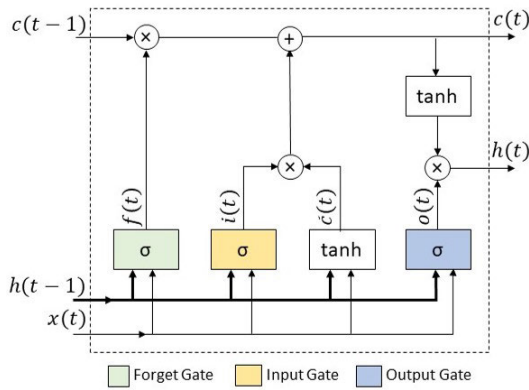 c(t−1)
c(t)
×
+
tanh
h(t)
×
×
f(t)
i(t)
ć(t)
o(t)
σ
σ
tanh
σ
h(t−1)
x(t)
Forget Gate
Input Gate
Output Gate